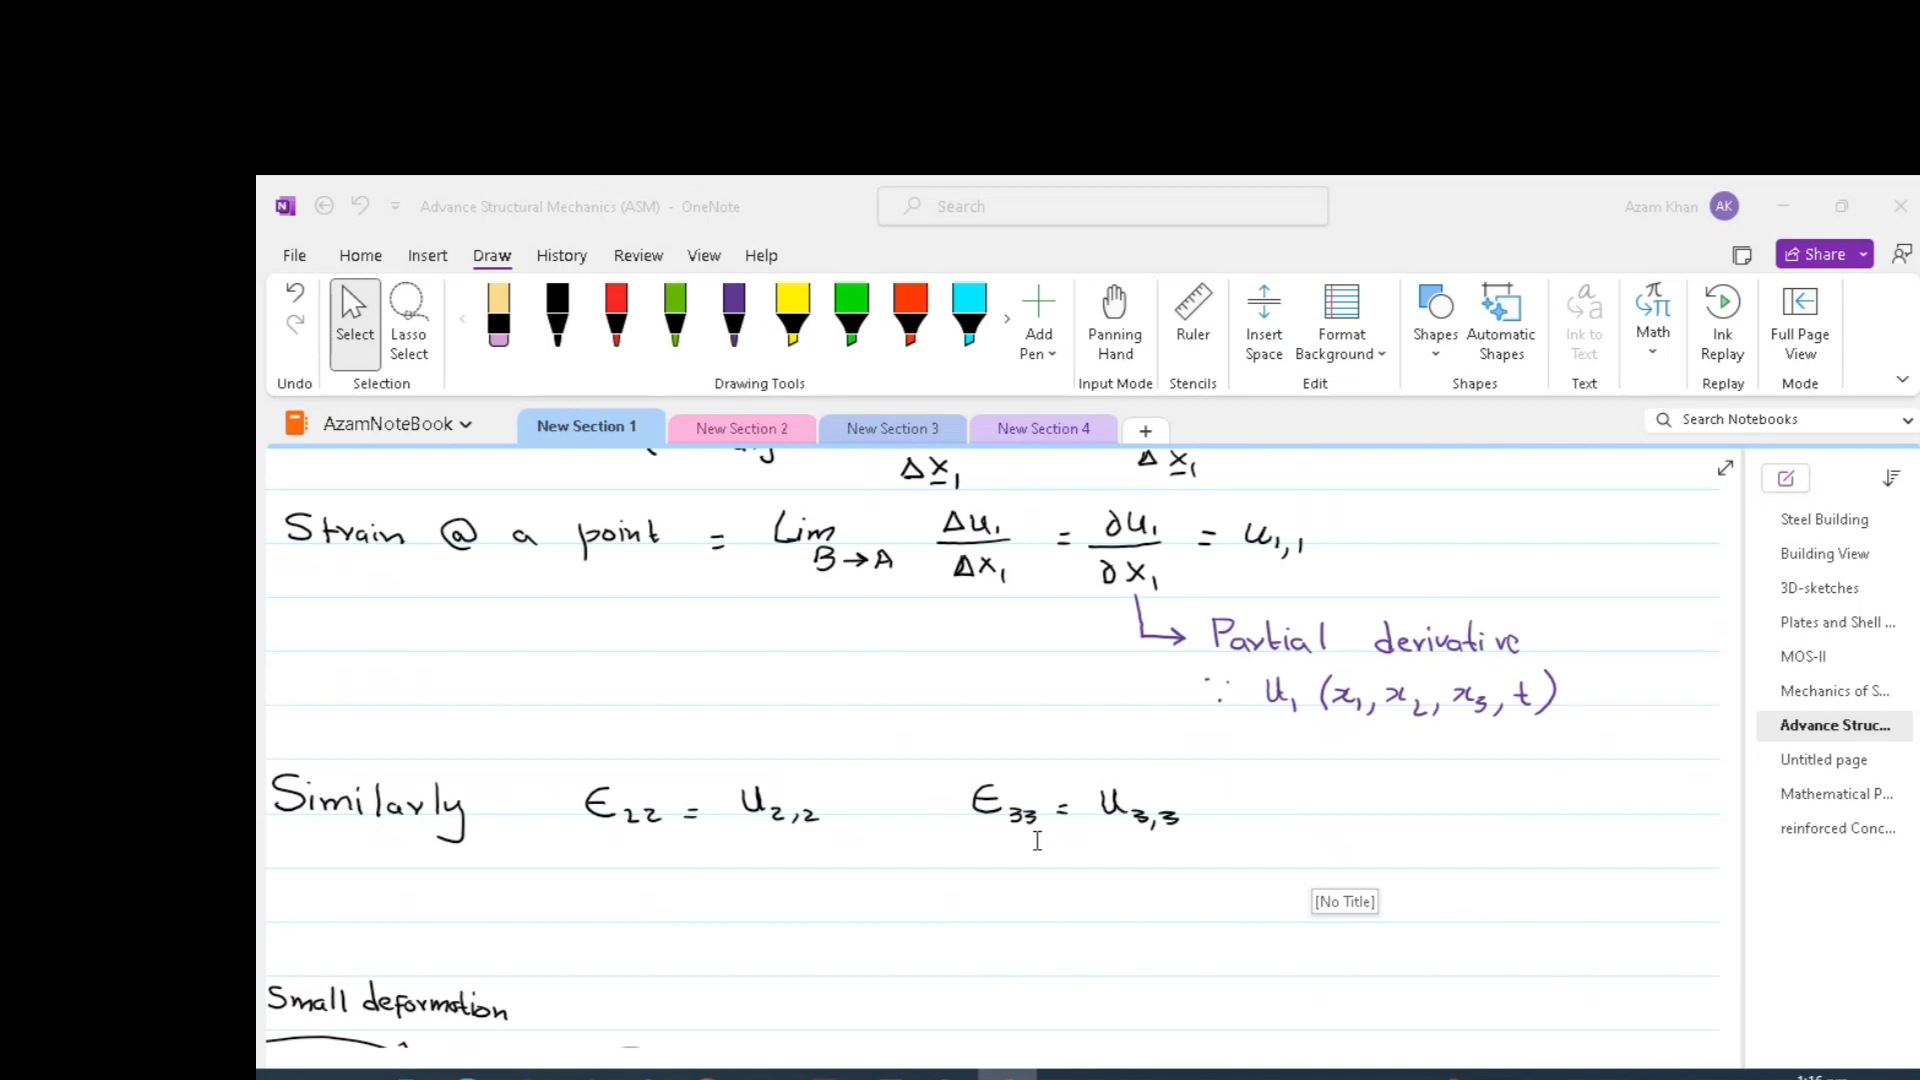 Advance Structural Mechanics (ASM) - OneNote
Search
Azam Khan AK
File Home Insert Draw History Review View Help
Share
Select
Lasso Select
Add Pen
Panning Hand
Ruler
Insert Space
Format Background
Shapes
Automatic Shapes
Ink to Text
Math
Ink Replay
Full Page View
Undo Selection Drawing Tools Input Mode Stencils Edit Shapes Text Replay Mode
AzamNoteBook New Section 1 New Section 2 New Section 3 New Section 4 +
Search Notebooks
Δx₁ Δx₁
Strain @ a point = Lim B→A Δu₁/Δx₁ = ∂u₁/∂x₁ = u₁,₁
Partial derivative
∵ u₁ (x₁, x₂, x₃, t)
Similarly ϵ₂₂ = u₂,₂ ϵ₃₃ = u₃,₃
[No Title]
Small deformation
Steel Building
Building View
3D-sketches
Plates and Shell ...
MOS-II
Mechanics of S...
Advance Struc...
Untitled page
Mathematical P...
reinforced Conc...